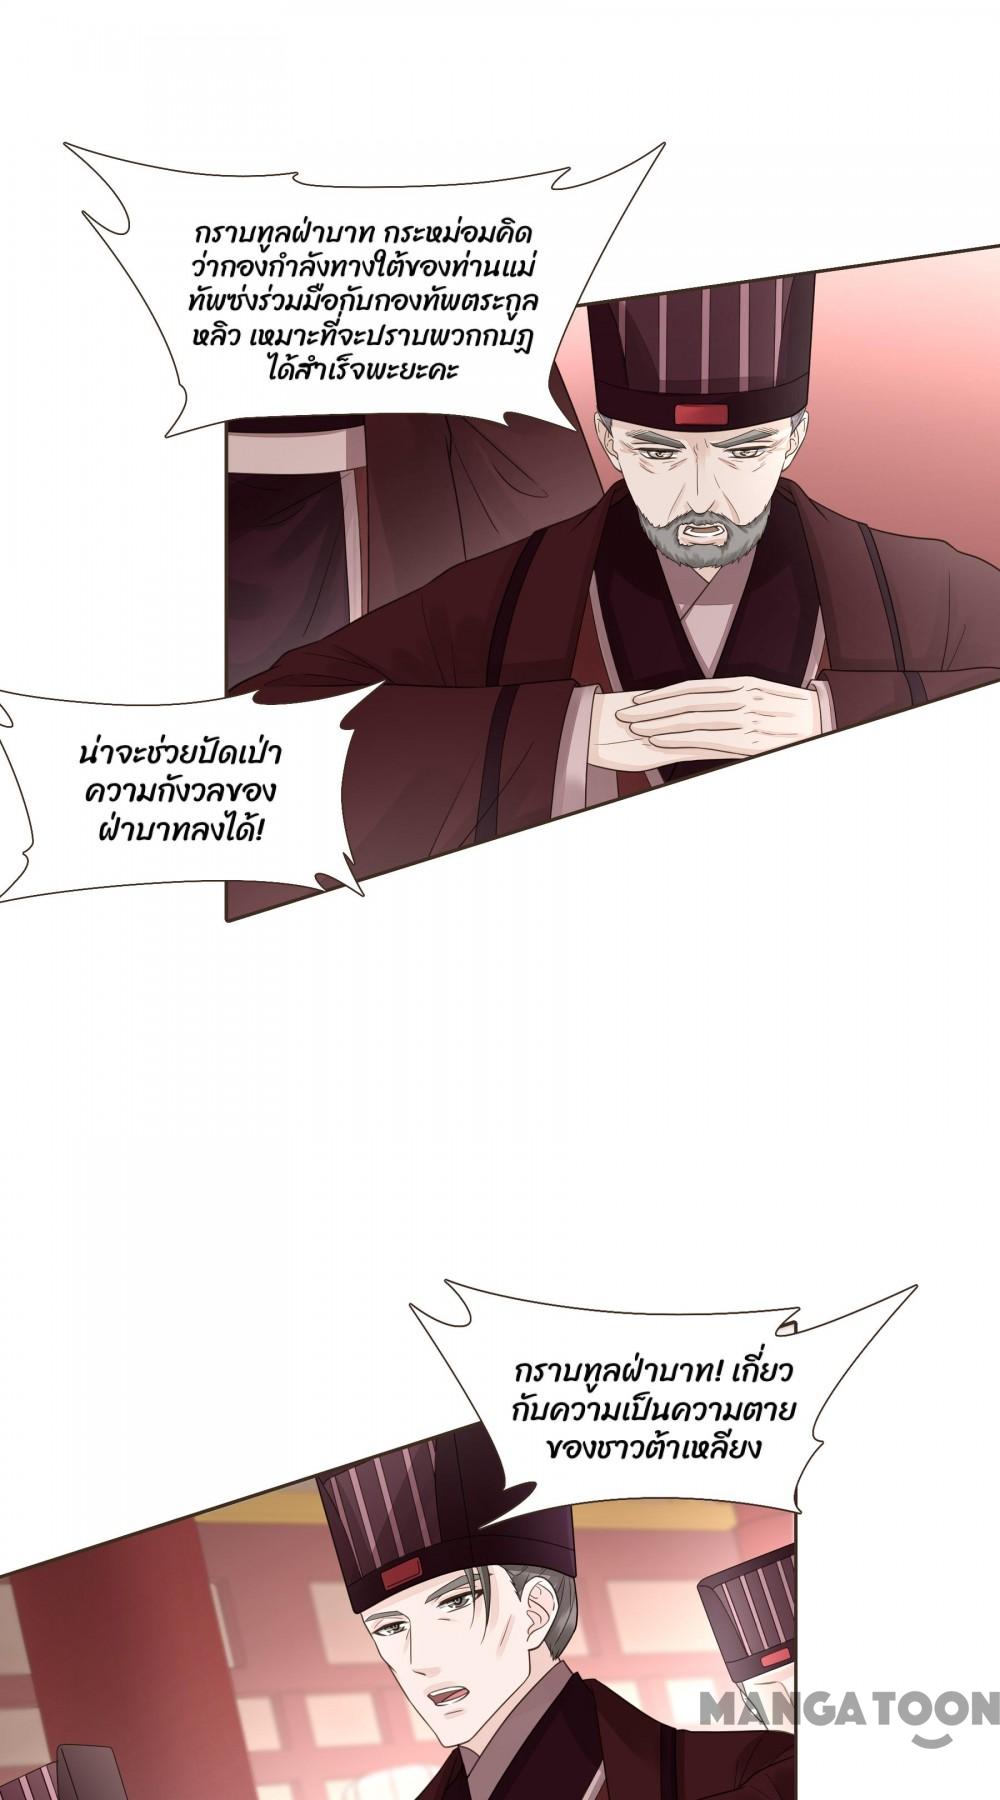 กราบทูลฝ่าบาท กระหม่อมคิด
ว่ากองกำลังทางใต้ของท่านแม่
ทัพซ่งร่วมมือกับกองทัพตระกูล
หลิว เหมาะที่จะปราบพวกกบฏ
ได้สำเร็จพะยะคะ
น่าจะช่วยปัดเป่า
ความกังวลของ
ฝ่าบาทลงได้!
กราบทูลฝ่าบาท! เกี่ยว
กับความเป็นความตาย
ของชาวต้าเหลียง
MANGATOON